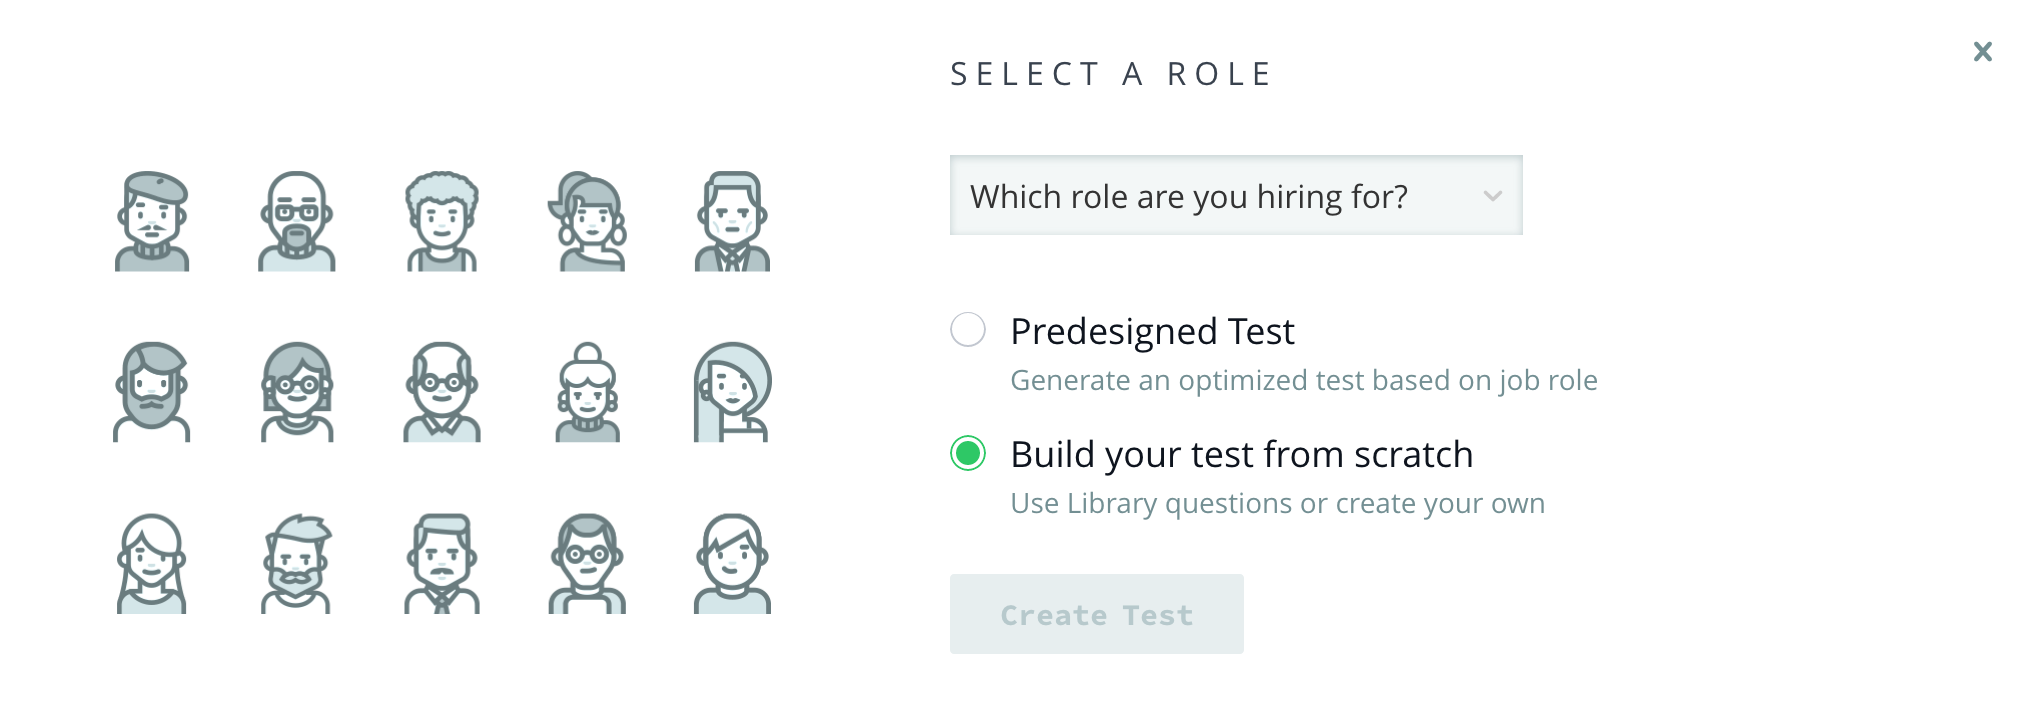 SELECT A ROLE
Which role are you hiring for?
Predesigned Test
Generate an optimized test based on job role
Build your test from scratch
Use Library questions or create your own
Create Test